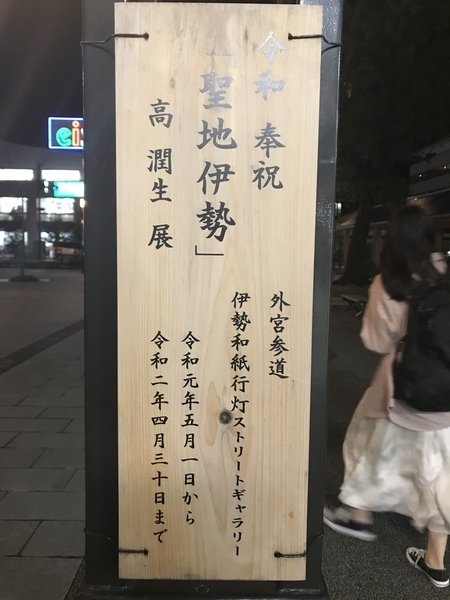 令和 奉祝
「聖地伊勢」
高 潤生 展
外宮参道
伊勢和紙行灯ストリートギャラリー
令和元年五月一日から
令和二年四月三十日まで